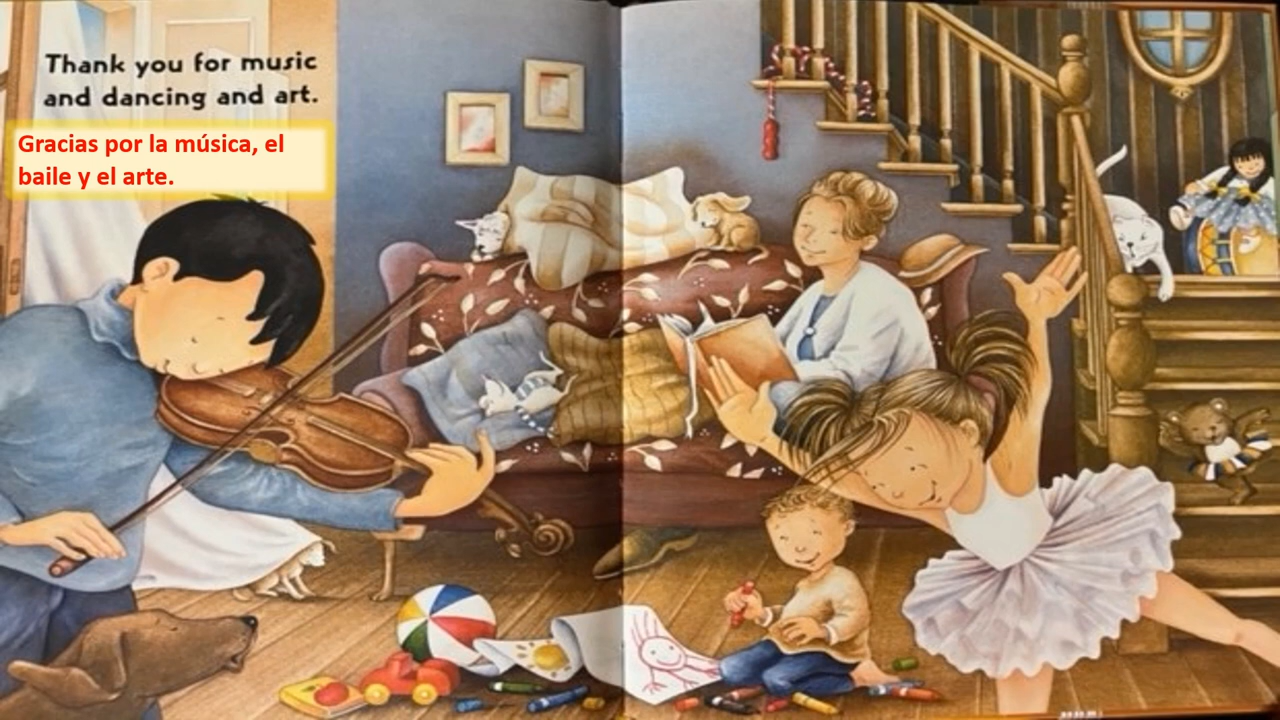 Thank you for music
and dancing and art.
Gracias por la música, el
baile y el arte.